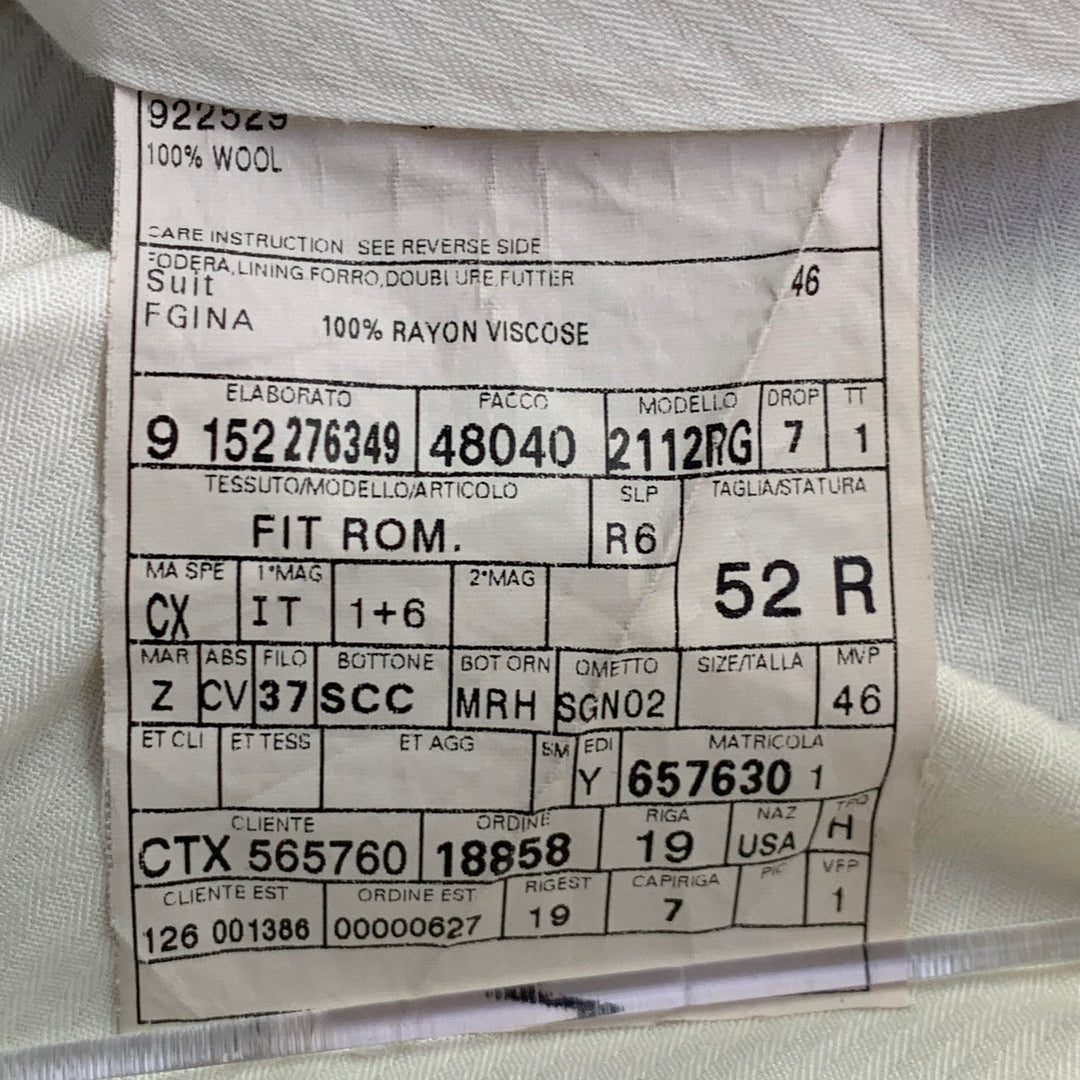 922529
100% WOOL
CARE INSTRUCTION SEE REVERSE SIDE
FODERA,LINING FORRO,DOUBLURE,FUTTER
Suit 46
FGINA 100% RAYON VISCOSE
ELABORATO PACCO MODELLO DROP TT
9 152 276349 48040 2112RG 7 1
TESSUTO/MODELLO/ARTICOLO SLP TAGLIA/STATURA
FIT ROM. R6 52 R
MA SPE 1°MAG 2°MAG
CX IT 1+6
MAR ABS FILO BOTTONE BOT ORN OMETTO SIZE/TALLA MVP
Z CV 37 SCC MRH SGN02 46
ET CLI ET TESS ET AGG SM EDI MATRICOLA
Y 657630 1
CLIENTE ORDINE RIGA NAZ TPO
CTX 565760 18858 19 USA H
CLIENTE EST ORDINE EST RIGEST CAPIRIGA PIC VFP
126 001386 00000627 19 7 1